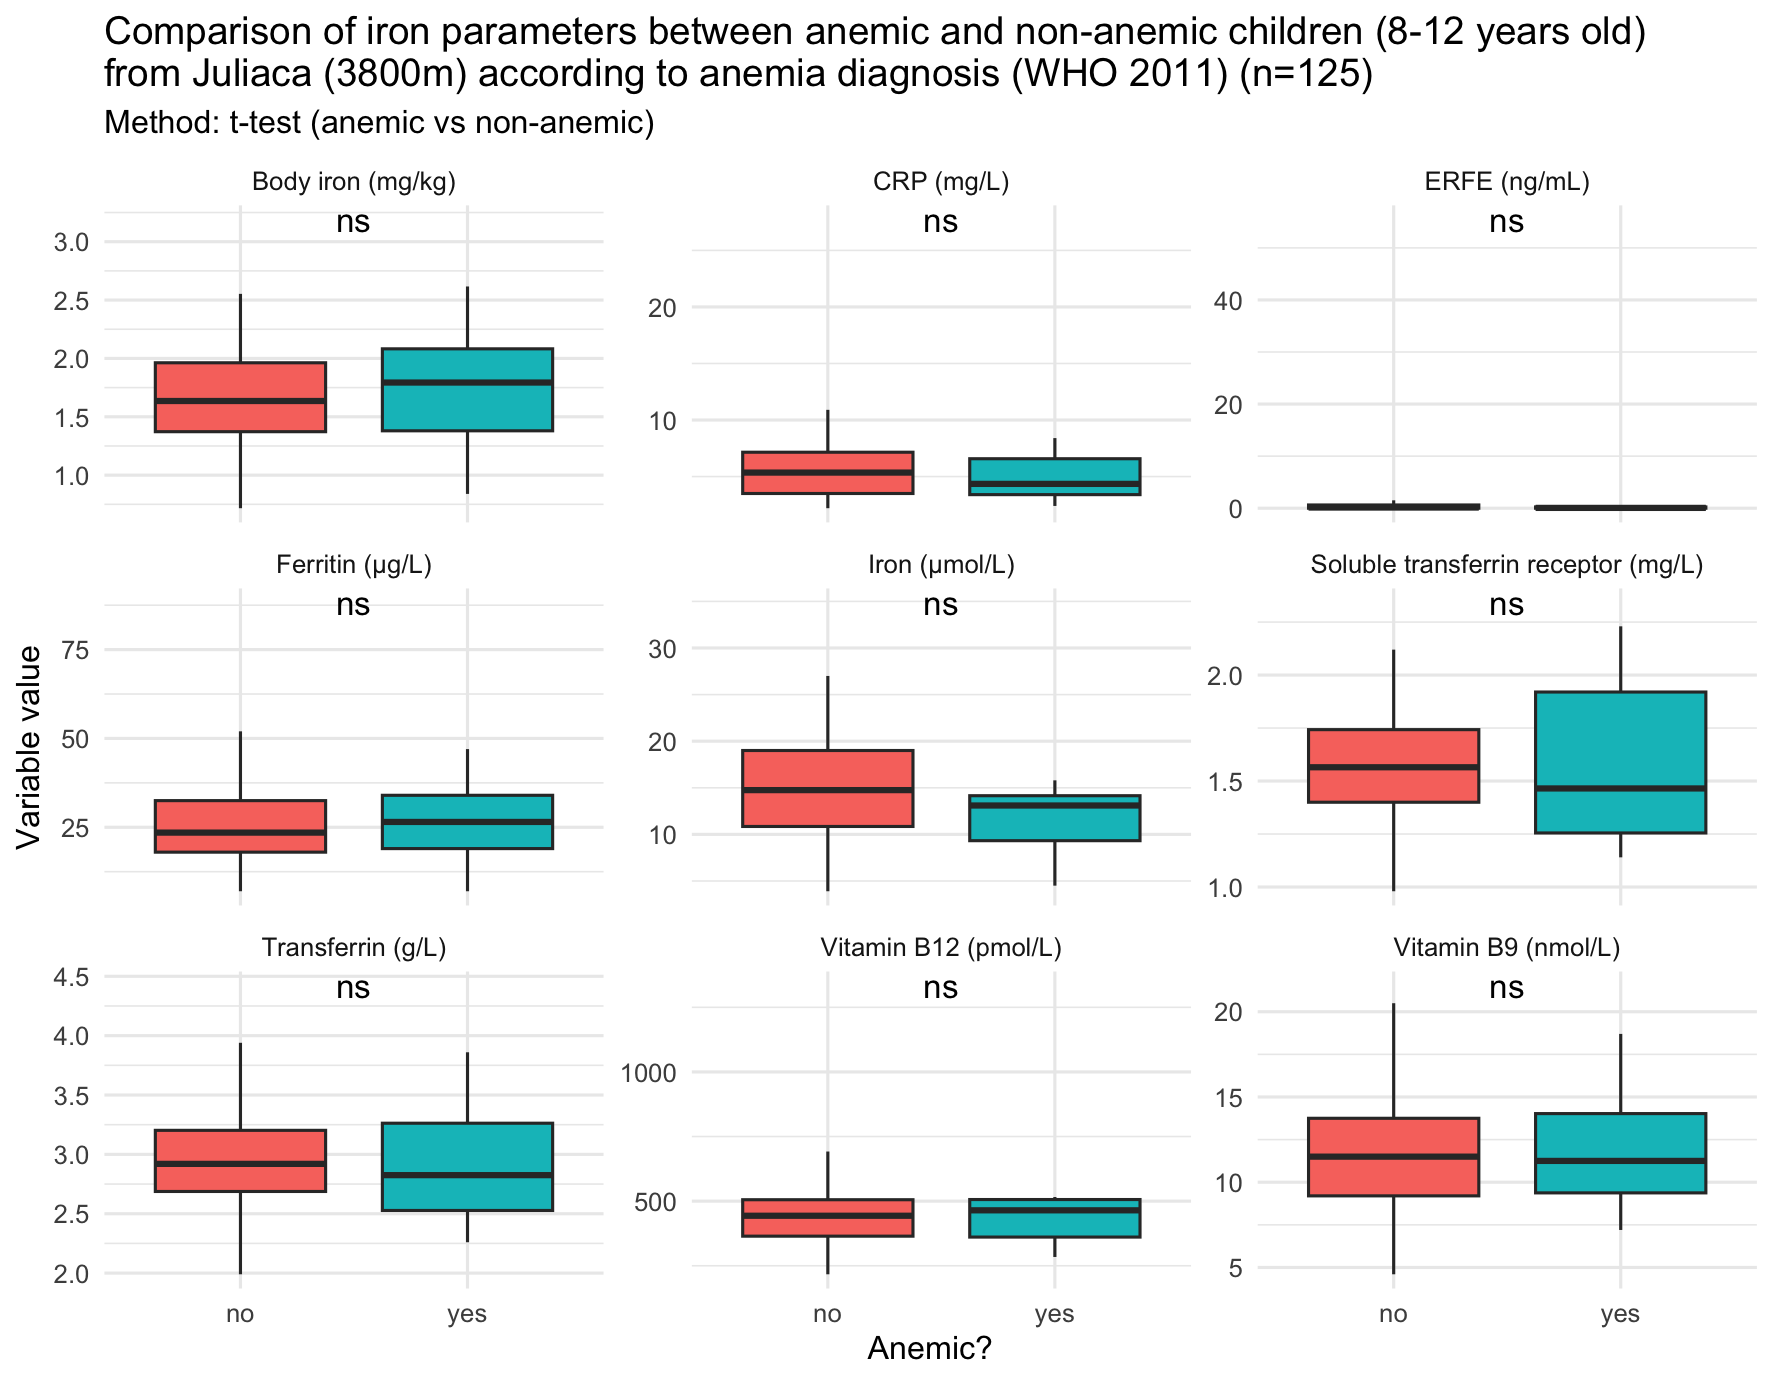 Comparison of iron parameters between anemic and non-anemic children (8-12 years old)
from Juliaca (3800m) according to anemia diagnosis (WHO 2011) (n=125)
Method: t-test (anemic vs non-anemic)
Body iron (mg/kg)
CRP (mg/L)
ERFE (ng/mL)
ns
ns
ns
3.0
2.5
2.0
1.5
1.0
20
10
40
20
0
Ferritin (µg/L)
Iron (µmol/L)
Soluble transferrin receptor (mg/L)
ns
ns
ns
75
50
25
30
20
10
2.0
1.5
1.0
Variable value
Transferrin (g/L)
Vitamin B12 (pmol/L)
Vitamin B9 (nmol/L)
ns
ns
ns
4.5
4.0
3.5
3.0
2.5
2.0
1000
500
20
15
10
5
no yes
no yes
no yes
Anemic?